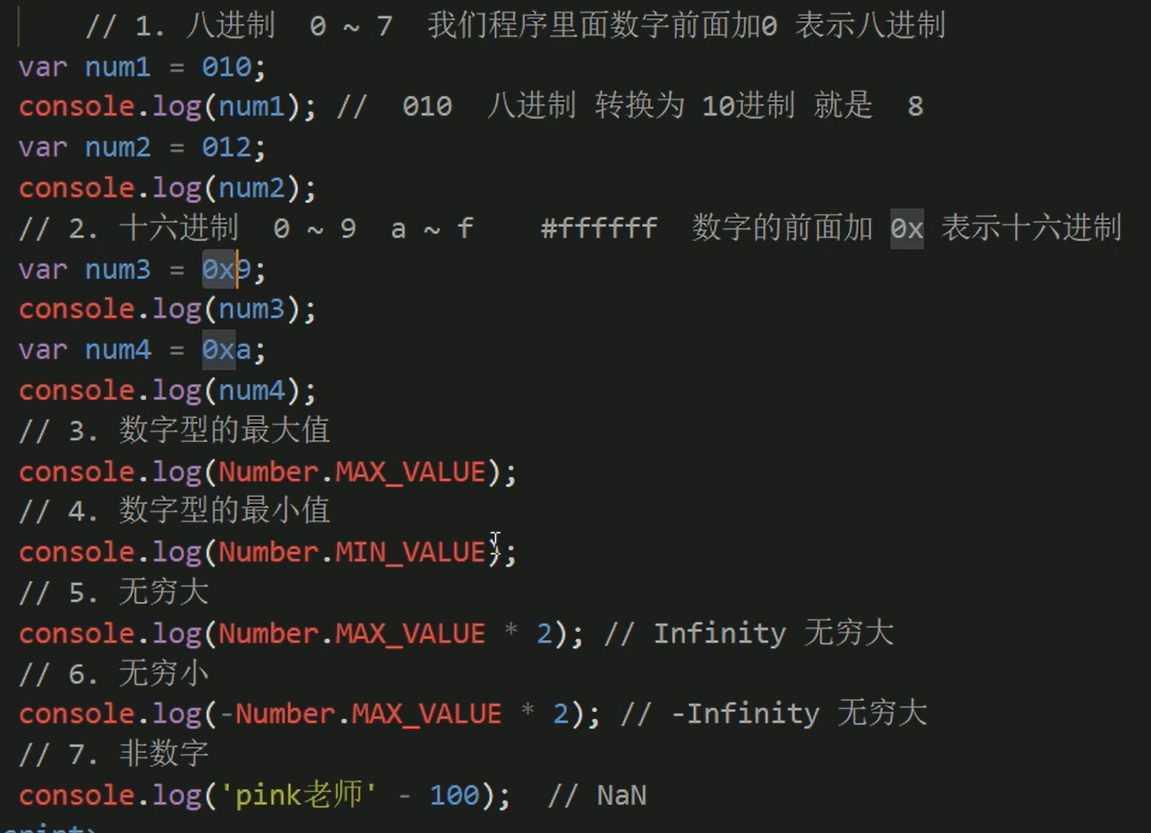 // 1. 八进制 0 ~ 7 我们程序里面数字前面加0 表示八进制
var num1 = 010;
console.log(num1); // 010 八进制 转换为 10进制 就是 8
var num2 = 012;
console.log(num2);
// 2. 十六进制 0 ~ 9 a ~ f #ffffff 数字的前面加 0x 表示十六进制
var num3 = 0x9;
console.log(num3);
var num4 = 0xa;
console.log(num4);
// 3. 数字型的最大值
console.log(Number.MAX_VALUE);
// 4. 数字型的最小值
console.log(Number.MIN_VALUE);
// 5. 无穷大
console.log(Number.MAX_VALUE * 2); // Infinity 无穷大
// 6. 无穷小
console.log(-Number.MAX_VALUE * 2); // -Infinity 无穷大
// 7. 非数字
console.log('pink老师' - 100); // NaN